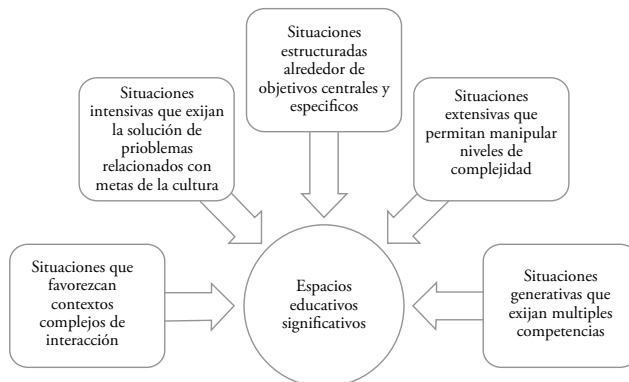 Situaciones
estructuradas
alrededor de
objetivos centrales y
especificos
Situaciones
intensivas que exijan
la solución de
prioblemas
relacionados con
metas de la cultura
Situaciones
extensivas que
permitan manipular
niveles de
complejidad
Situaciones que
favorezcan
contextos
complejos de
interacción
Espacios
educativos
significativos
Situaciones
generativas que
exijan multiples
competencias